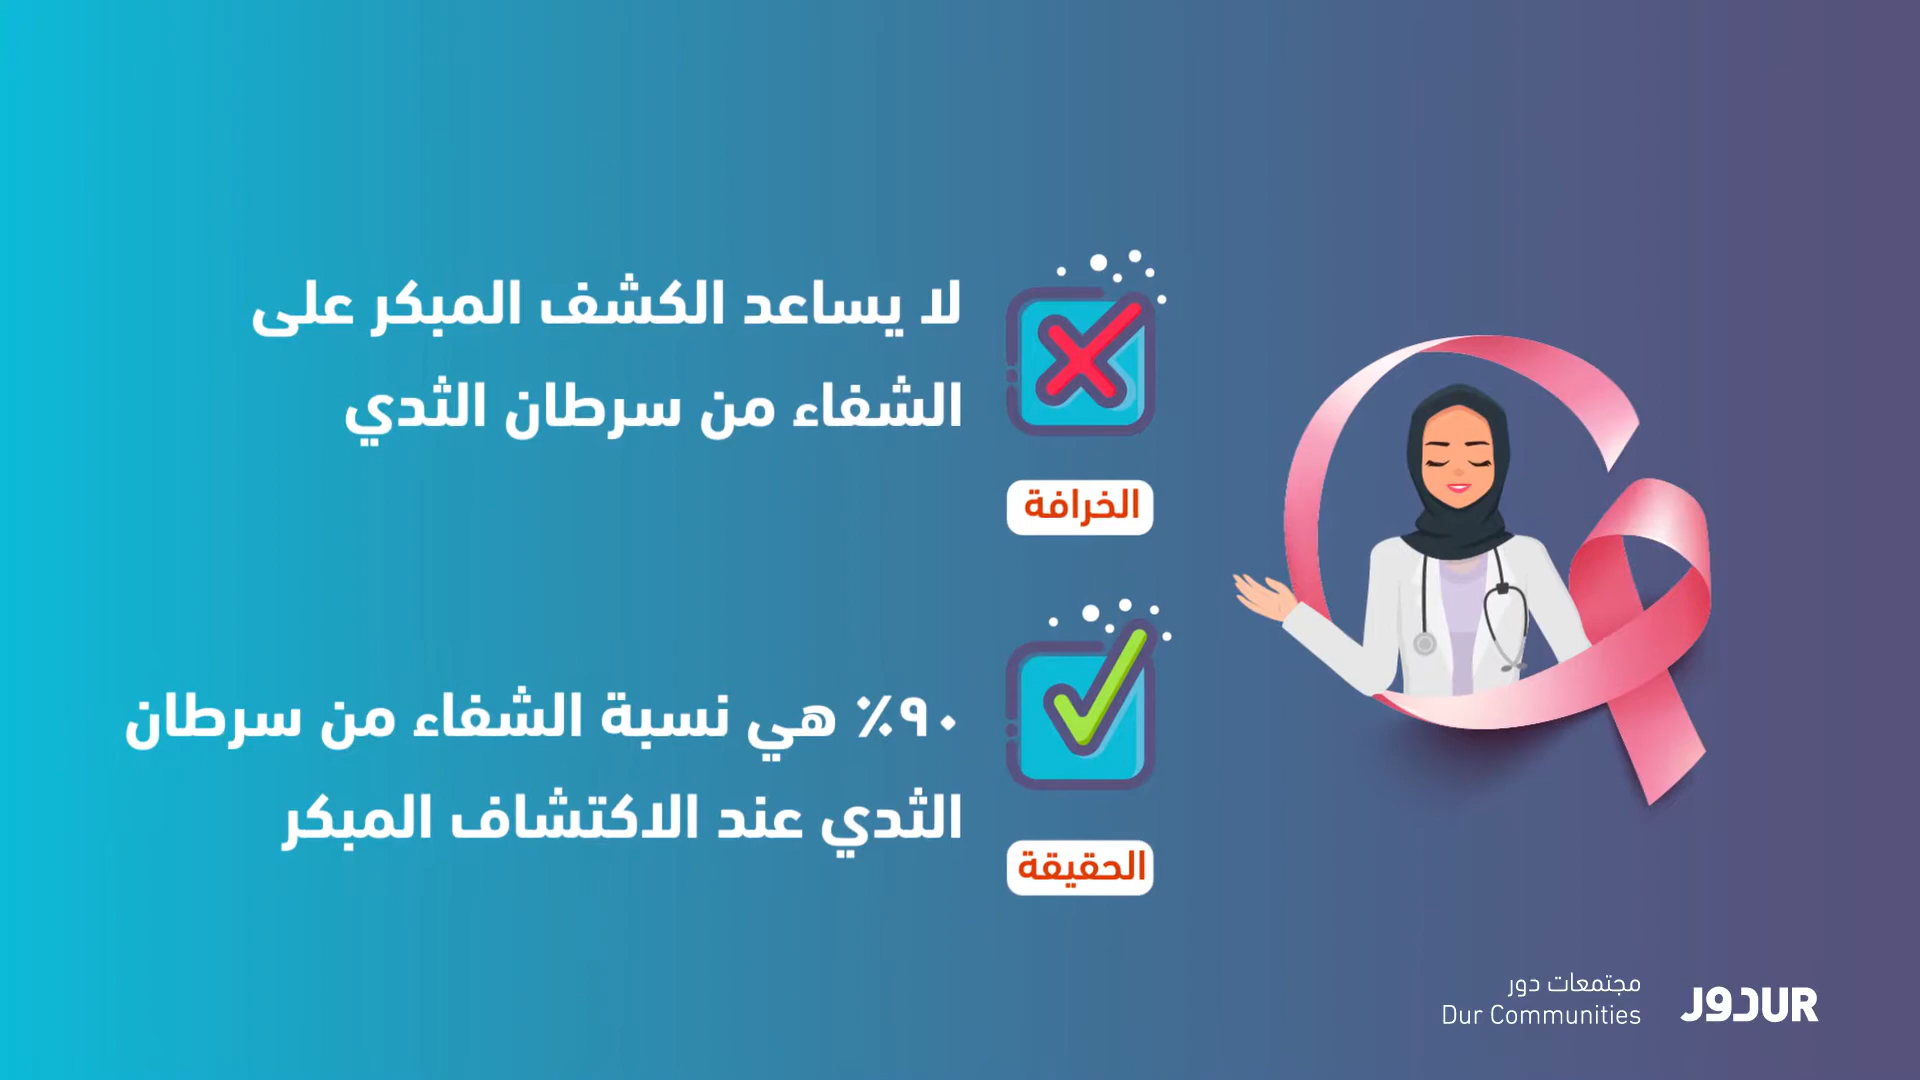 لا يساعد الكشف المبكر على
الشفاء من سرطان الثدي
الخرافة
٩٠٪ هي نسبة الشفاء من سرطان
الثدي عند الاكتشاف المبكر
الحقيقة
مجتمعات دور
Dur Communities
دور DUR